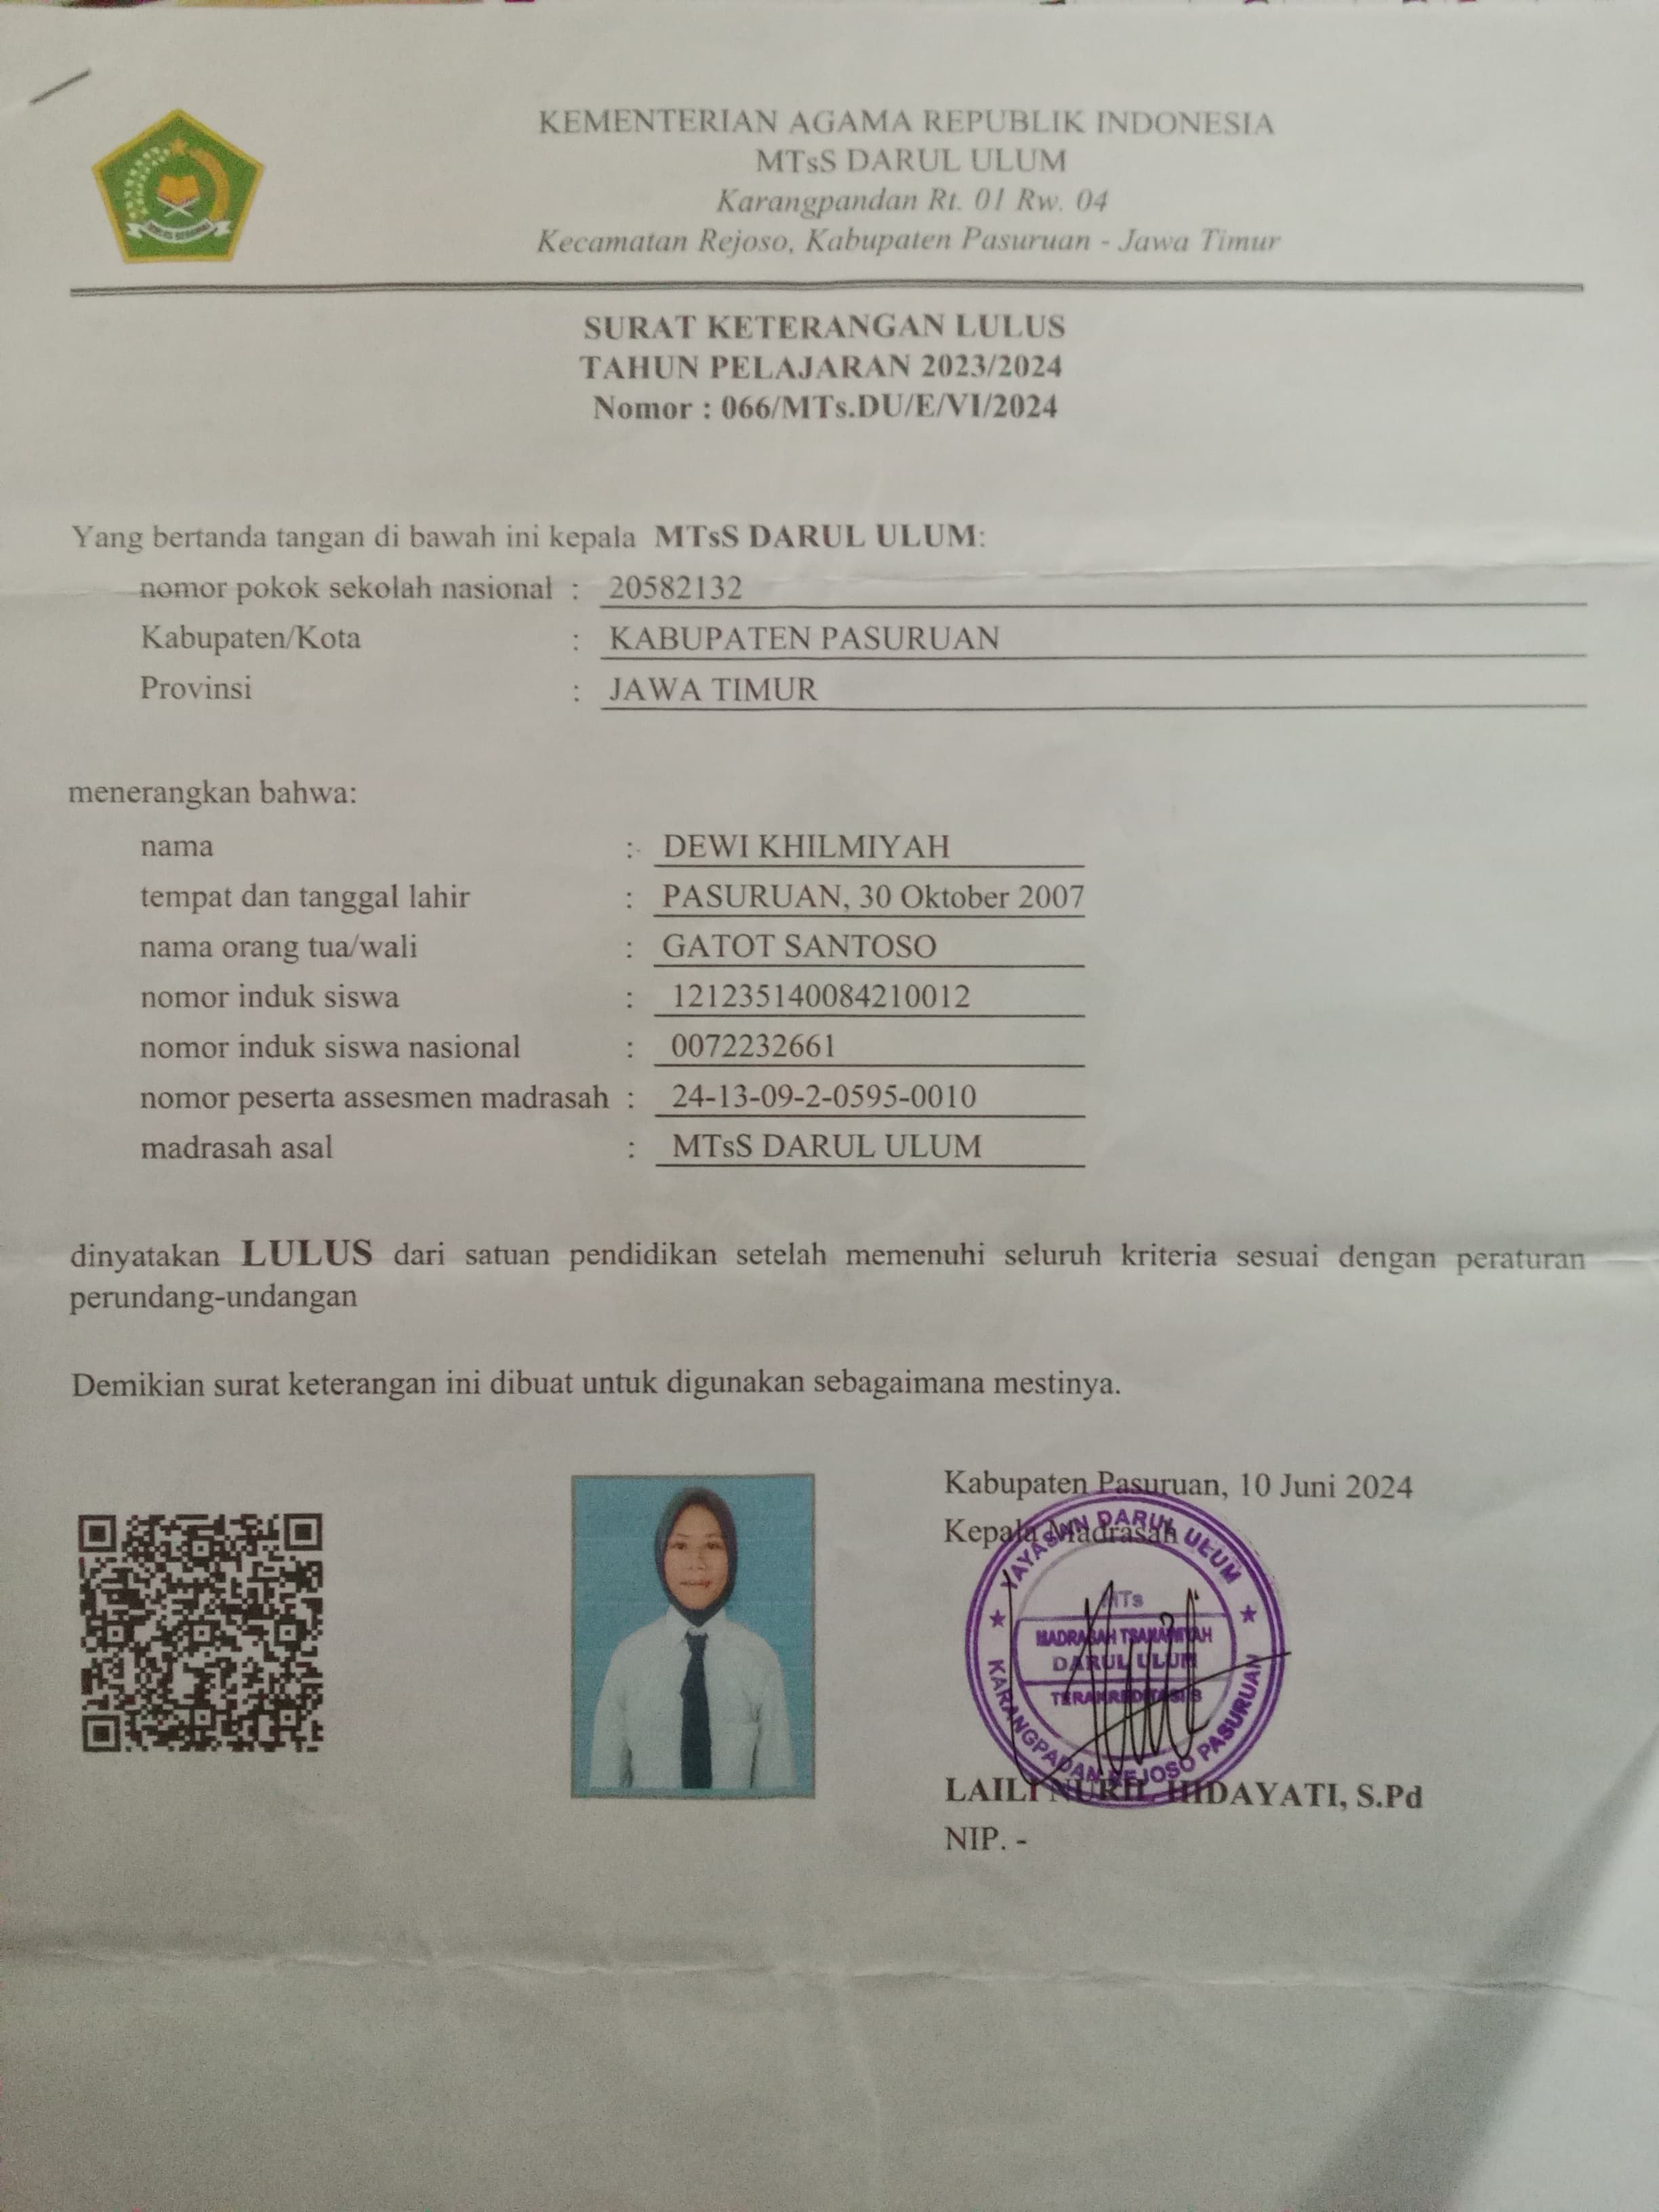 KEMENTERIAN AGAMA REPUBLIK INDONESIA
MTsS DARUL ULUM
Karangpandan Rt. 01 Rw. 04
Kecamatan Rejoso, Kabupaten Pasuruan - Jawa Timur
SURAT KETERANGAN LULUS
TAHUN PELAJARAN 2023/2024
Nomor : 066/MTs.DU/E/VI/2024
Yang bertanda tangan di bawah ini kepala MTsS DARUL ULUM:
nomor pokok sekolah nasional : 20582132
Kabupaten/Kota : KABUPATEN PASURUAN
Provinsi : JAWA TIMUR
menerangkan bahwa:
nama : DEWI KHILMIYAH
tempat dan tanggal lahir : PASURUAN, 30 Oktober 2007
nama orang tua/wali : GATOT SANTOSO
nomor induk siswa : 121235140084210012
nomor induk siswa nasional : 0072232661
nomor peserta assesmen madrasah : 24-13-09-2-0595-0010
madrasah asal : MTsS DARUL ULUM
dinyatakan LULUS dari satuan pendidikan setelah memenuhi seluruh kriteria sesuai dengan peraturan
perundang-undangan
Demikian surat keterangan ini dibuat untuk digunakan sebagaimana mestinya.
Kabupaten Pasuruan, 10 Juni 2024
Kepala Madrasah
YAYASAN DARUL ULUM
MTs
MADRASAH TSANAWIYAH
DARUL ULUM
TERAKREDITASI B
KARANGPADAN REJOSO PASURUAN
LAILI NURIL HIDAYATI, S.Pd
NIP. -